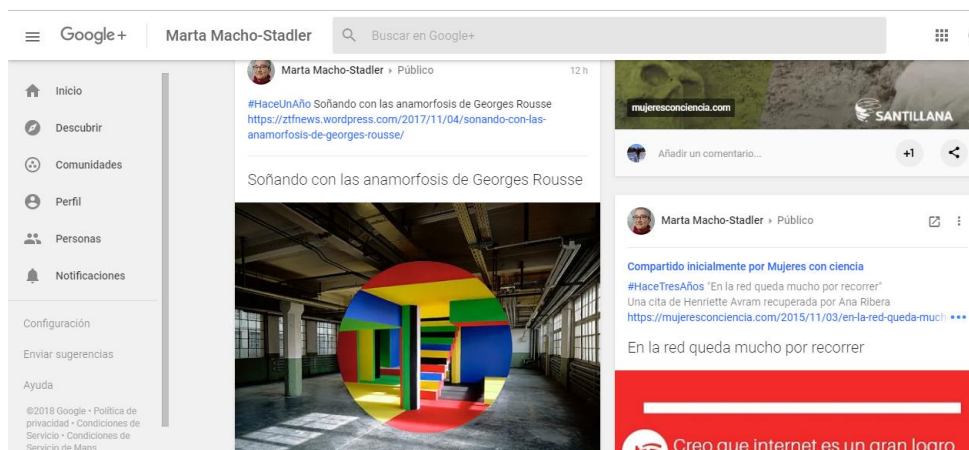 Google+
Marta Macho-Stadler
Buscar en Google+
Inicio
Descubrir
Comunidades
Perfil
Personas
Notificaciones
Configuración
Enviar sugerencias
Ayuda
©2018 Google • Política de
privacidad • Condiciones de
Servicio • Condiciones de
Servicio de Maps
Marta Macho-Stadler ▸ Público
12 h
#HaceUnAño Soñando con las anamorfosis de Georges Rousse
https://ztfnews.wordpress.com/2017/11/04/sonando-con-las-
anamorfosis-de-georges-rousse/
Soñando con las anamorfosis de Georges Rousse
mujeresconciencia.com
SANTILLANA
Añadir un comentario...
+1
Marta Macho-Stadler ▸ Público
Compartido inicialmente por Mujeres con ciencia
#HaceTresAños "En la red queda mucho por recorrer"
Una cita de Henriette Avram recuperada por Ana Ribera
https://mujeresconciencia.com/2015/11/03/en-la-red-queda-much
En la red queda mucho por recorrer
Creo que internet es un gran logro